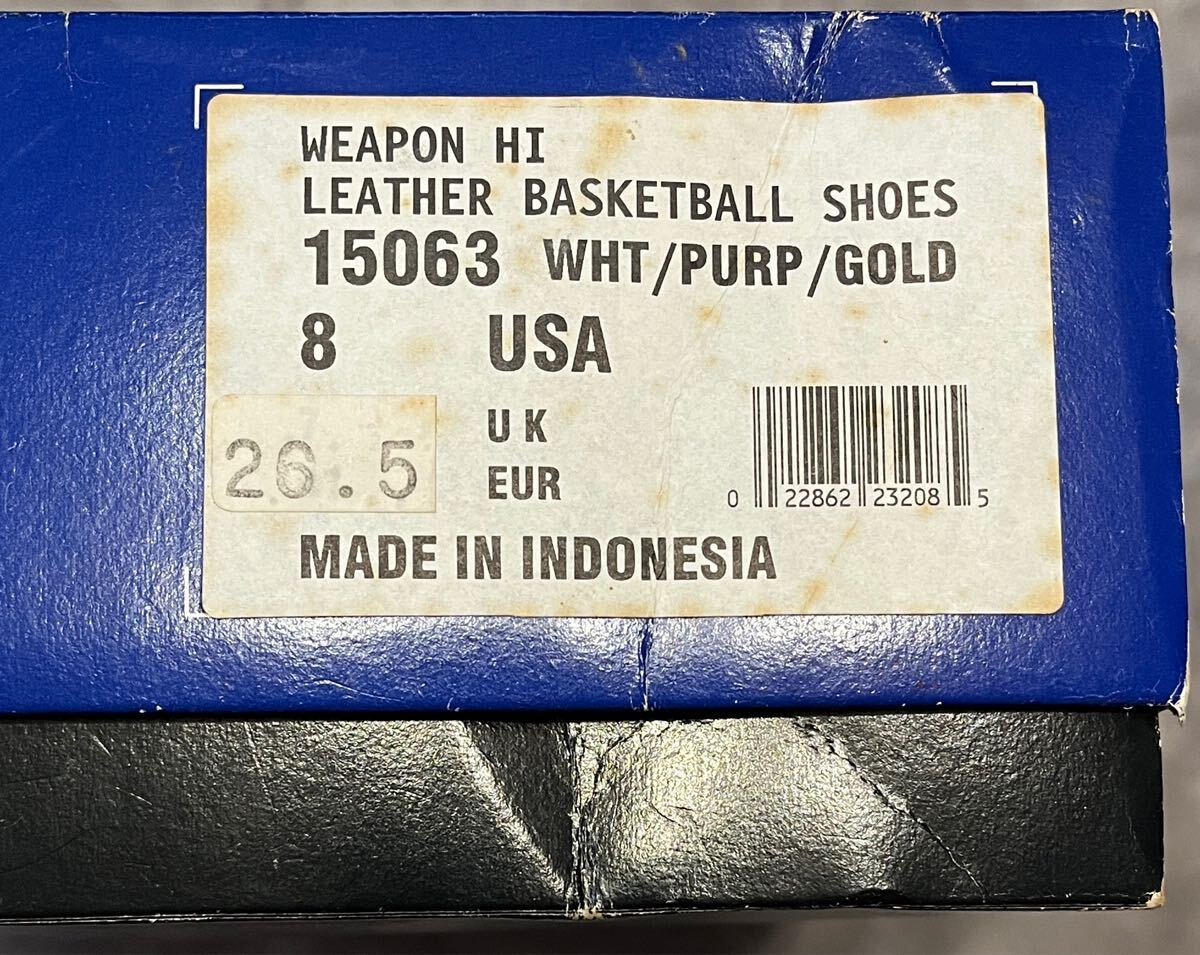 WEAPON HI
LEATHER BASKETBALL SHOES
15063 WHT/PURP/GOLD
8 USA
UK
26.5
EUR
0 22862 23208 5
MADE IN INDONESIA